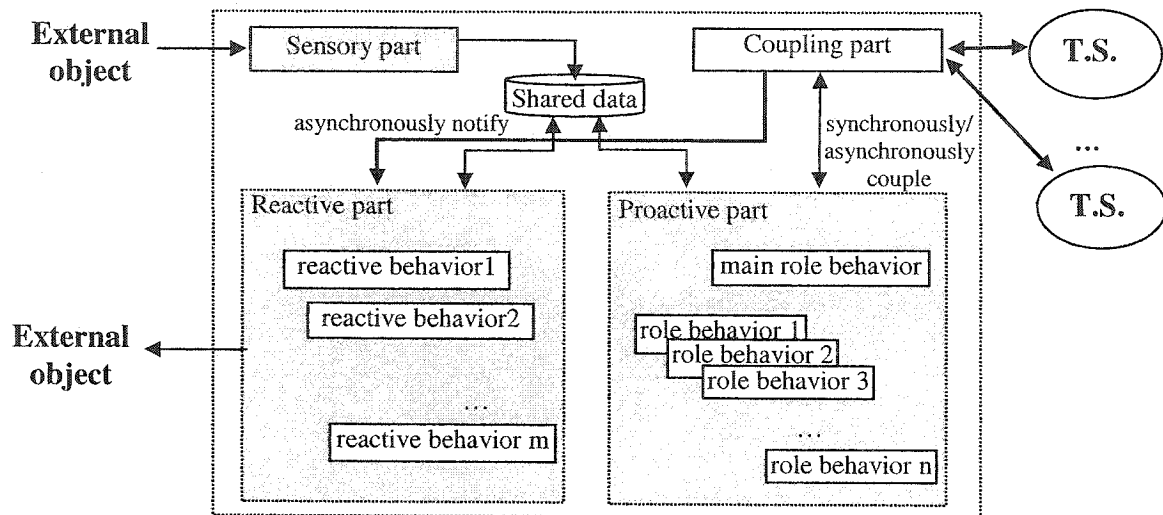 External
object
Sensory part
Coupling part
T.S.
Shared data
asynchronously notify
synchronously/
asynchronously
couple
...
T.S.
Reactive part
reactive behavior1
reactive behavior2
...
reactive behavior m
Proactive part
main role behavior
role behavior 1
role behavior 2
role behavior 3
...
role behavior n
External
object